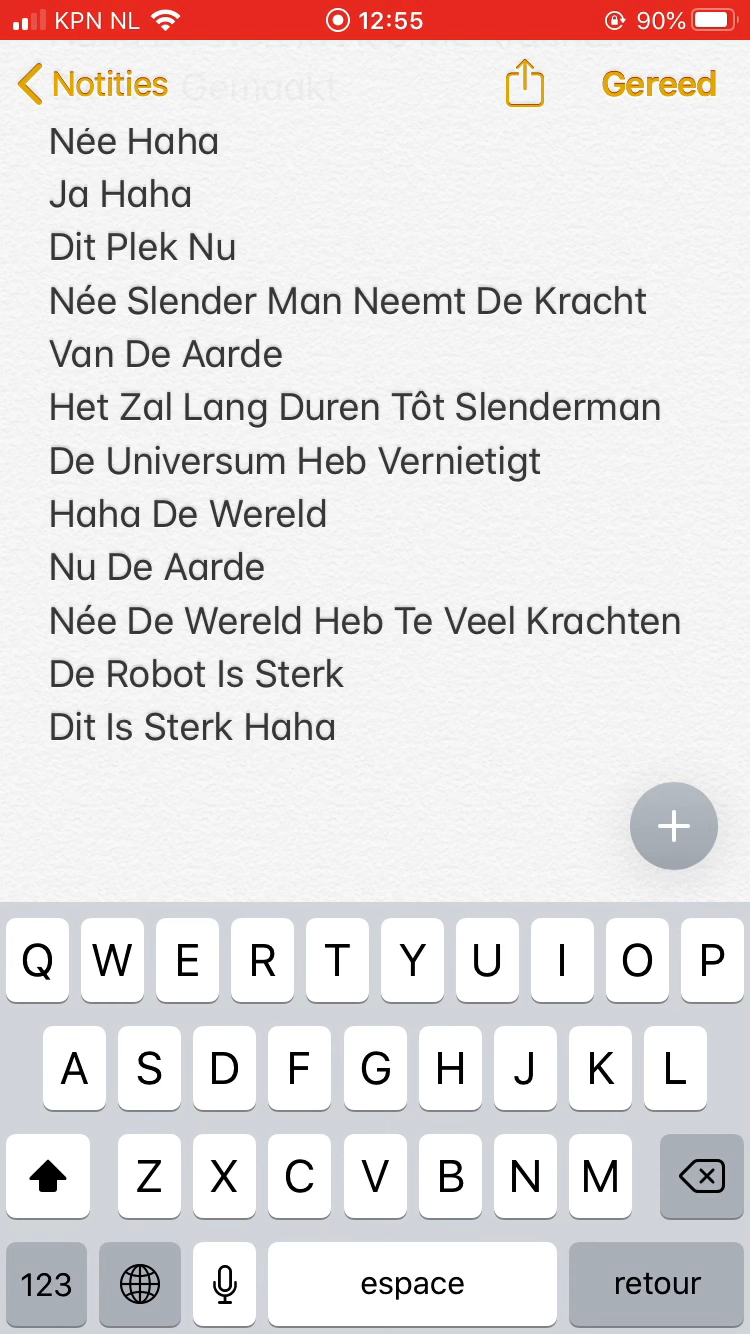 KPN NL 12:55 90%
Notities Gemaakt Gereed
Née Haha
Ja Haha
Dit Plek Nu
Née Slender Man Neemt De Kracht
Van De Aarde
Het Zal Lang Duren Tôt Slenderman
De Universum Heb Vernietigt
Haha De Wereld
Nu De Aarde
Née De Wereld Heb Te Veel Krachten
De Robot Is Sterk
Dit Is Sterk Haha
Q W E R T Y U I O P
A S D F G H J K L
Z X C V B N M
123 espace retour